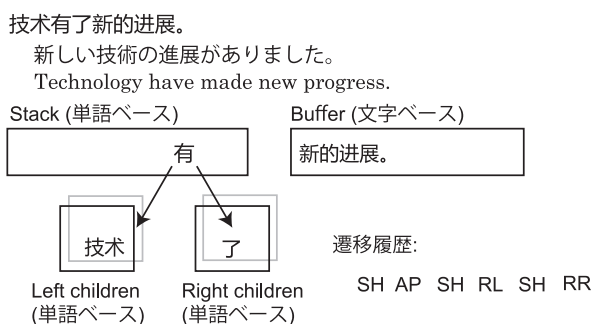 技术有了新的进展。
新しい技術の進展がありました。
Technology have made new progress.
Stack (単語ベース) Buffer (文字ベース)
有 新的进展。
技术 了
遷移履歴:
SH AP SH RL SH RR
Left children Right children
(単語ベース) (単語ベース)